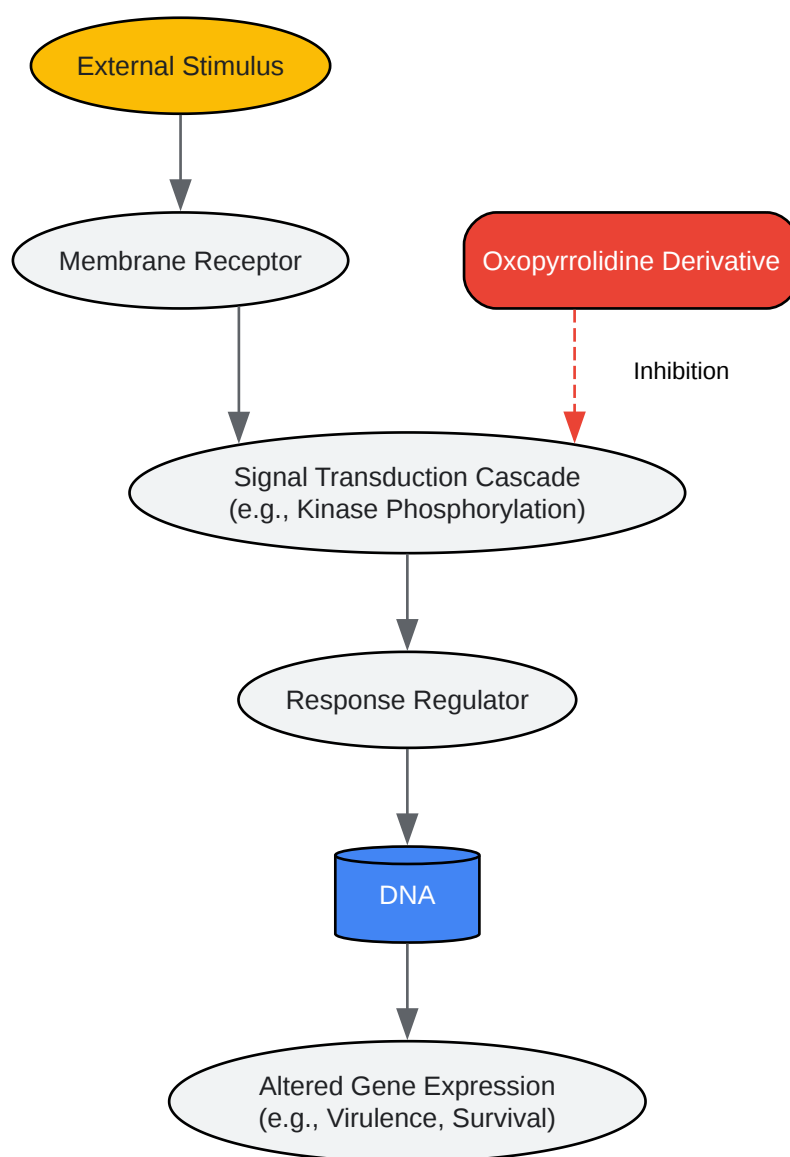 External Stimulus
Membrane Receptor
Oxopyrrolidine Derivative
Inhibition
Signal Transduction Cascade
(e.g., Kinase Phosphorylation)
Response Regulator
DNA
Altered Gene Expression
(e.g., Virulence, Survival)